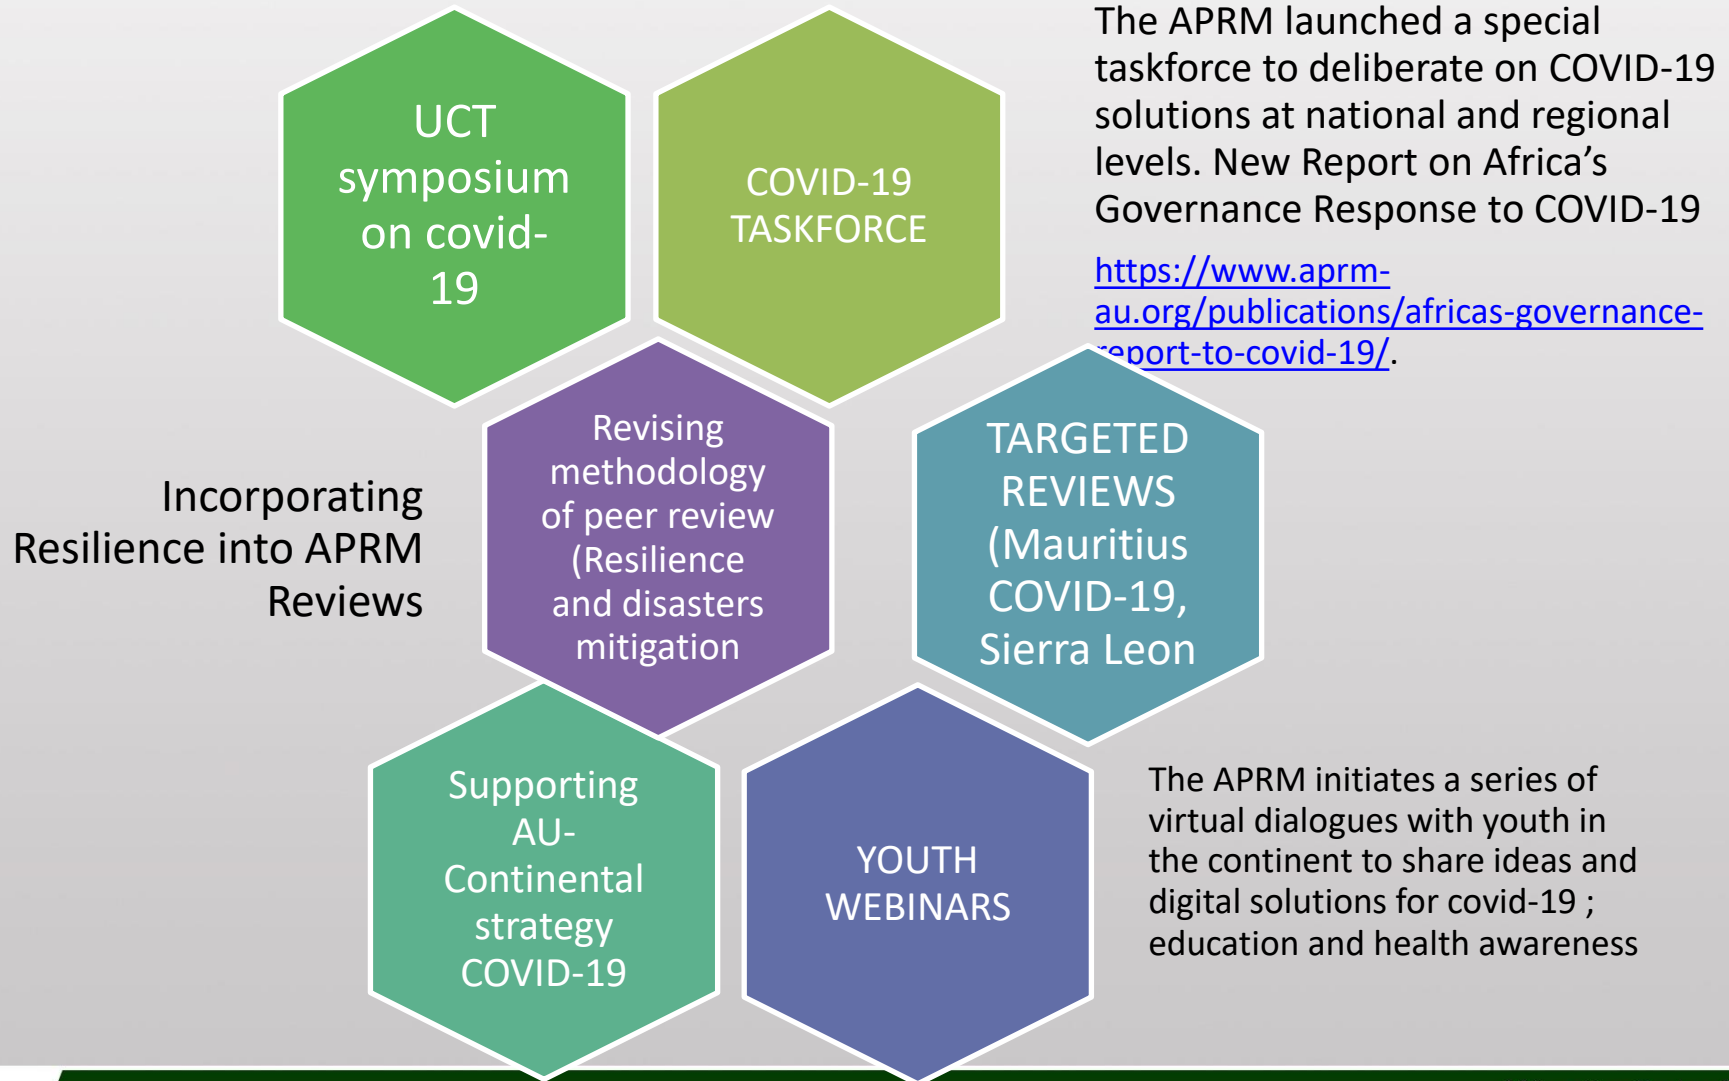 UCT
symposium
on covid-
19
COVID-19
TASKFORCE
The APRM launched a special
taskforce to deliberate on COVID-19
solutions at national and regional
levels. New Report on Africa’s
Governance Response to COVID-19
https://www.aprm-
au.org/publications/africas-governance-
report-to-covid-19/.
Incorporating
Resilience into APRM
Reviews
Revising
methodology
of peer review
(Resilience
and disasters
mitigation
TARGETED
REVIEWS
(Mauritius
COVID-19,
Sierra Leon
Supporting
AU-
Continental
strategy
COVID-19
YOUTH
WEBINARS
The APRM initiates a series of
virtual dialogues with youth in
the continent to share ideas and
digital solutions for covid-19 ;
education and health awareness